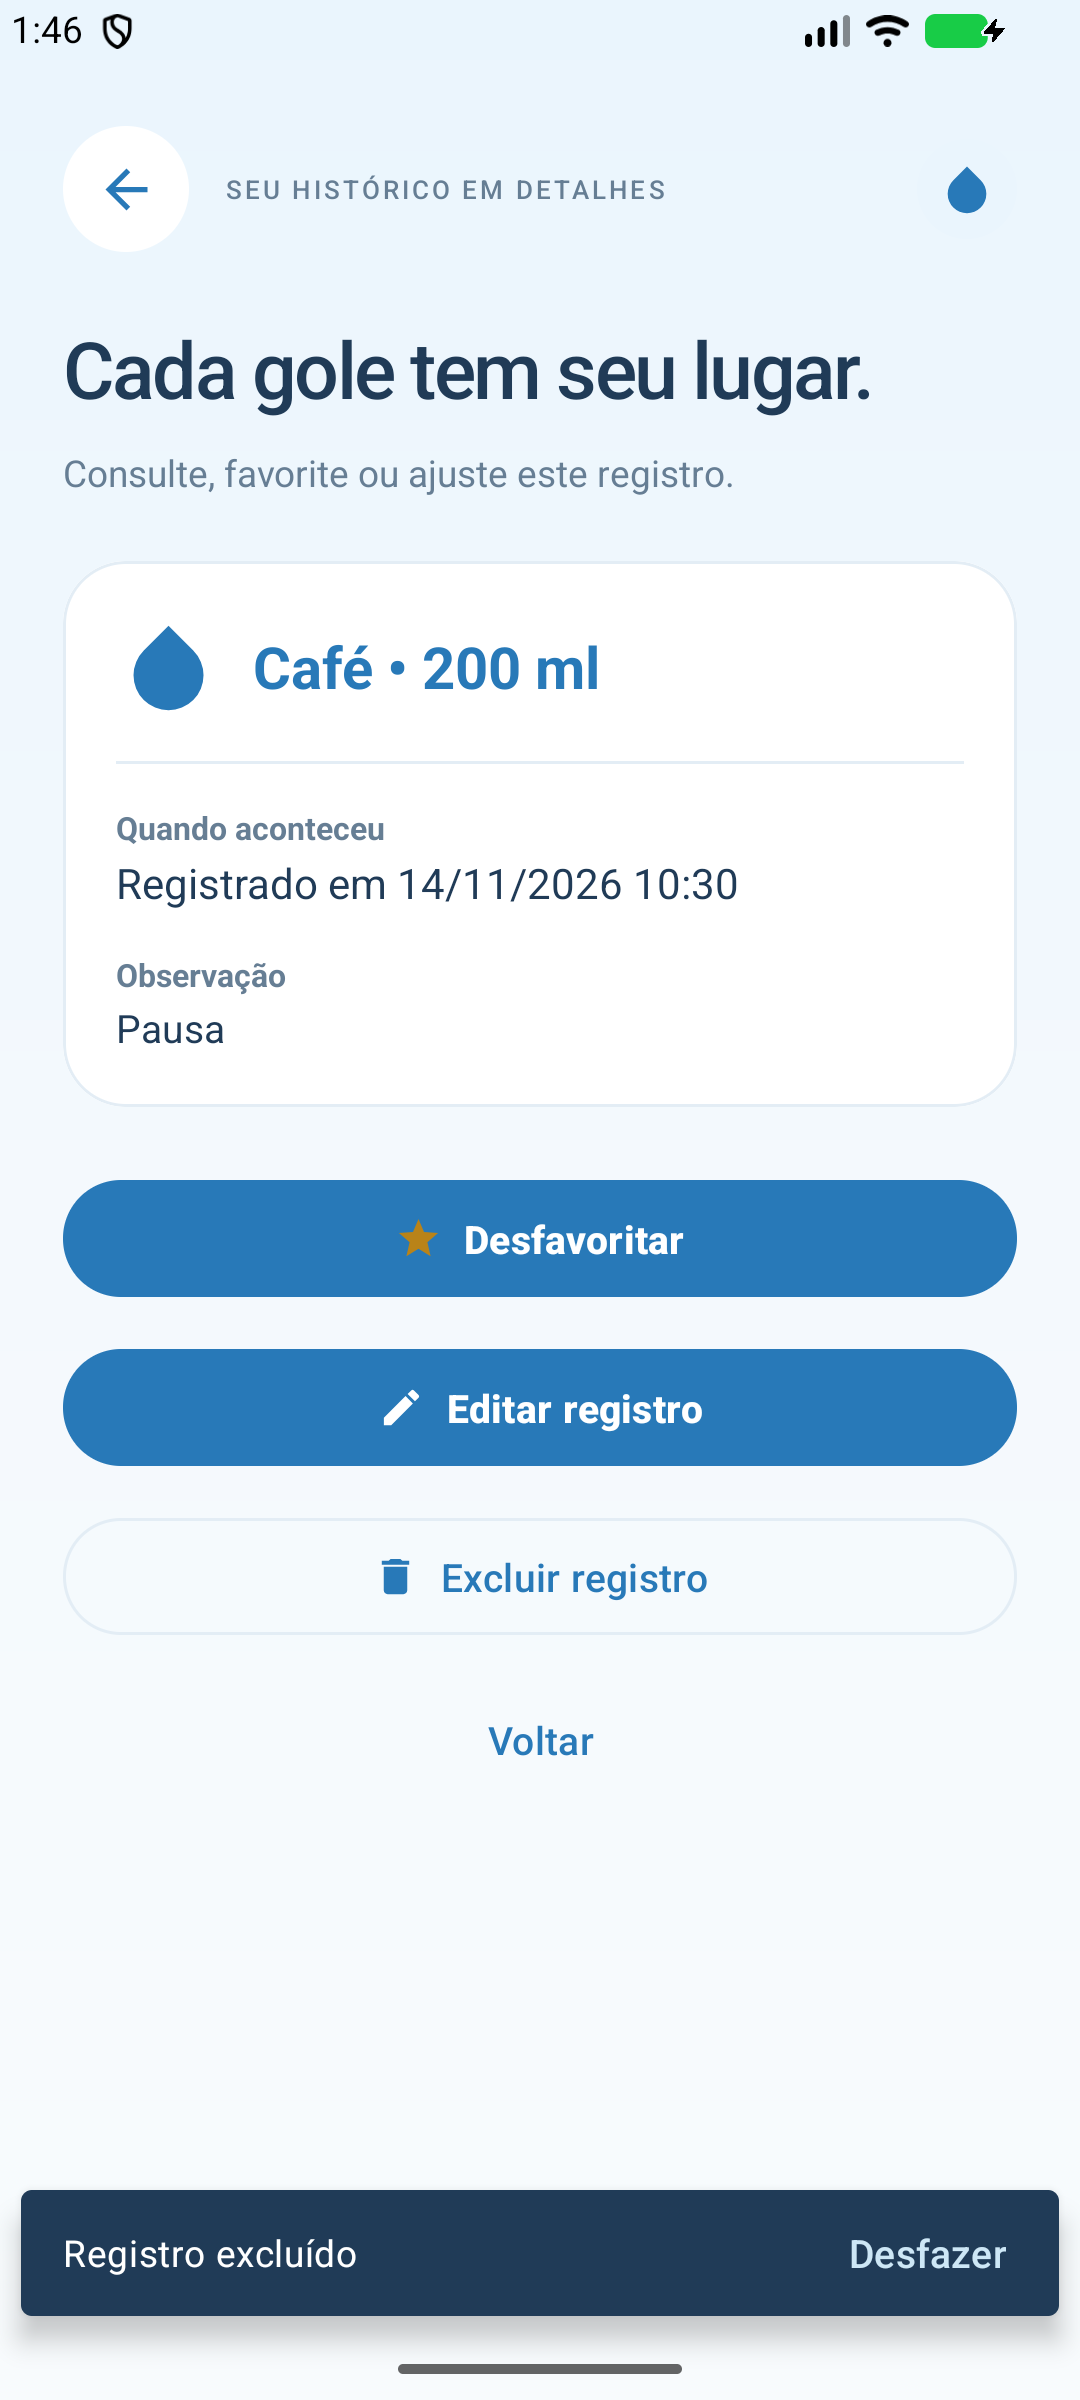 1:46
SEU HISTÓRICO EM DETALHES
Cada gole tem seu lugar.
Consulte, favorite ou ajuste este registro.
Café • 200 ml
Quando aconteceu
Registrado em 14/11/2026 10:30
Observação
Pausa
Desfavoritar
Editar registro
Excluir registro
Voltar
Registro excluído
Desfazer